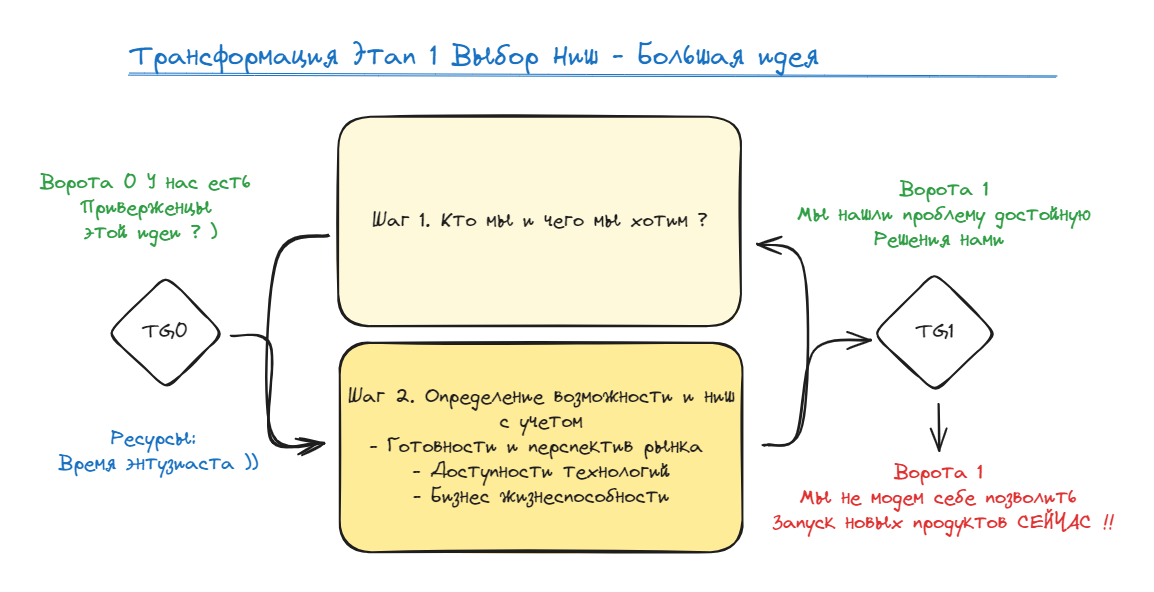 Трансформация Этап 1 Выбор Ниш - Большая идея
Ворота 0 У нас есть
Приверженцы
этой идеи ? )
TG0
Ресурсы:
Время энтузиаста ))
Шаг 1. Кто мы и чего мы хотим ?
Шаг 2. Определение возможности и ниш
с учетом
- Готовности и перспектив рынка
- Доступности технологий
- Бизнес жизнеспособности
Ворота 1
Мы нашли проблему достойную
Решения нами
TG1
Ворота 1
Мы не модем себе позволить
Запуск новых продуктов СЕЙЧАС !!